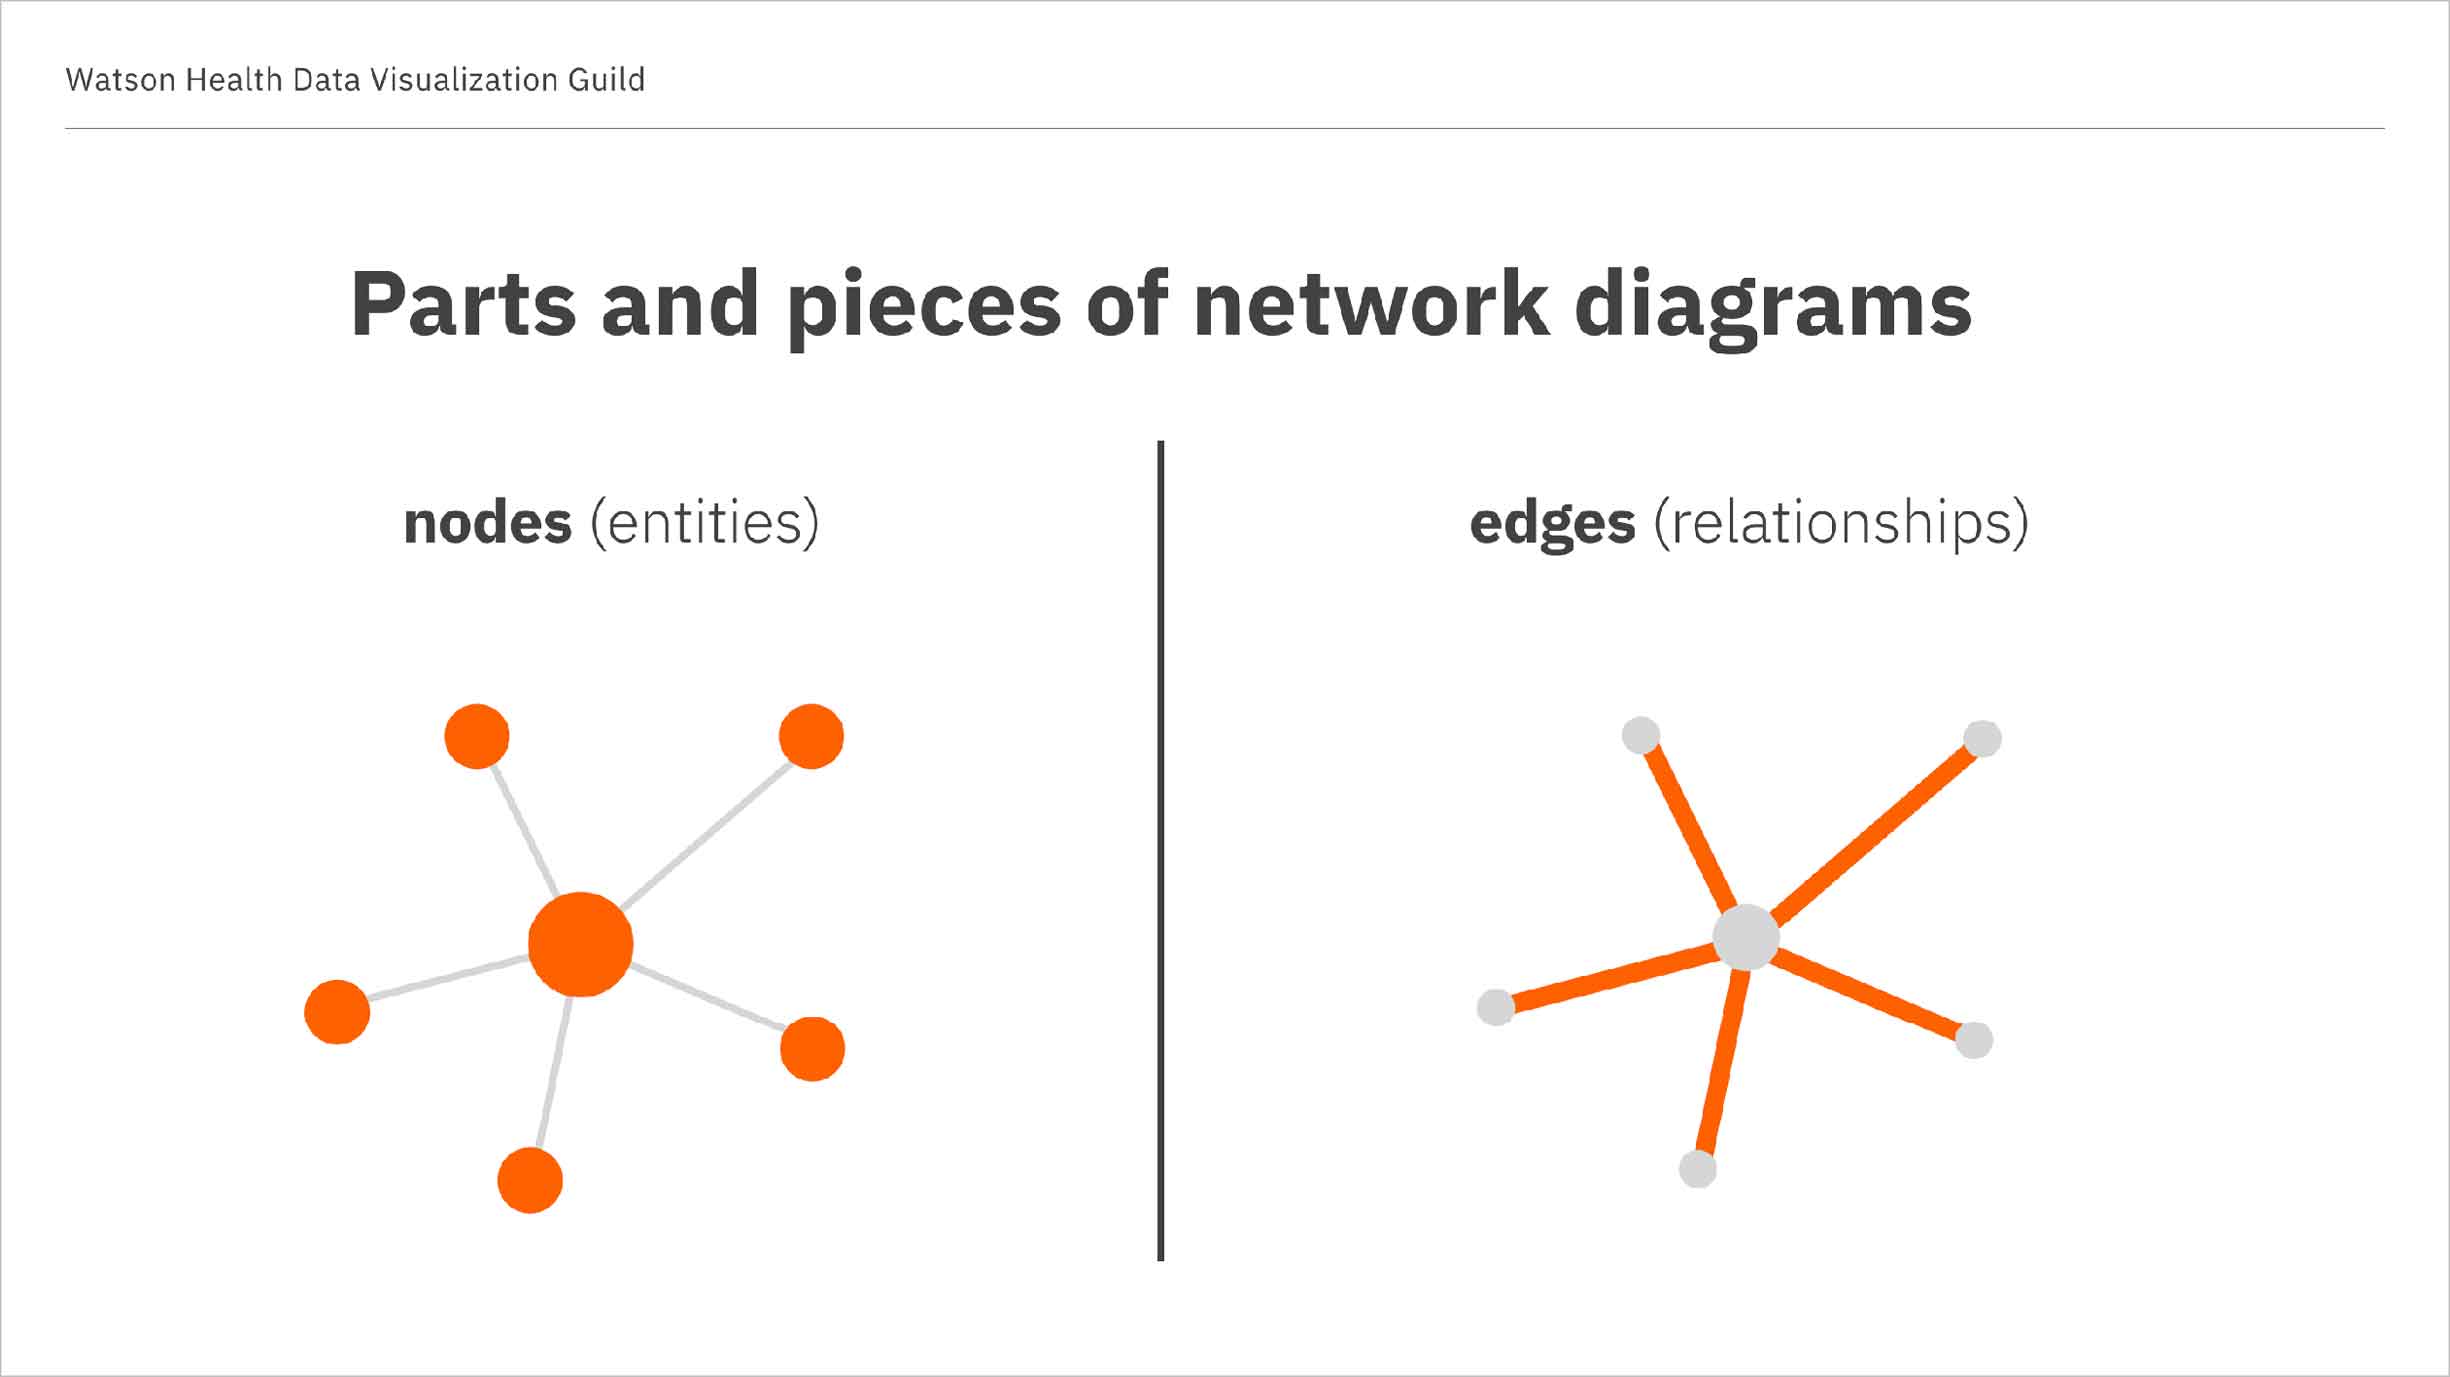 Watson Health Data Visualization Guild
Parts and pieces of network diagrams
nodes (entities)
edges (relationships)